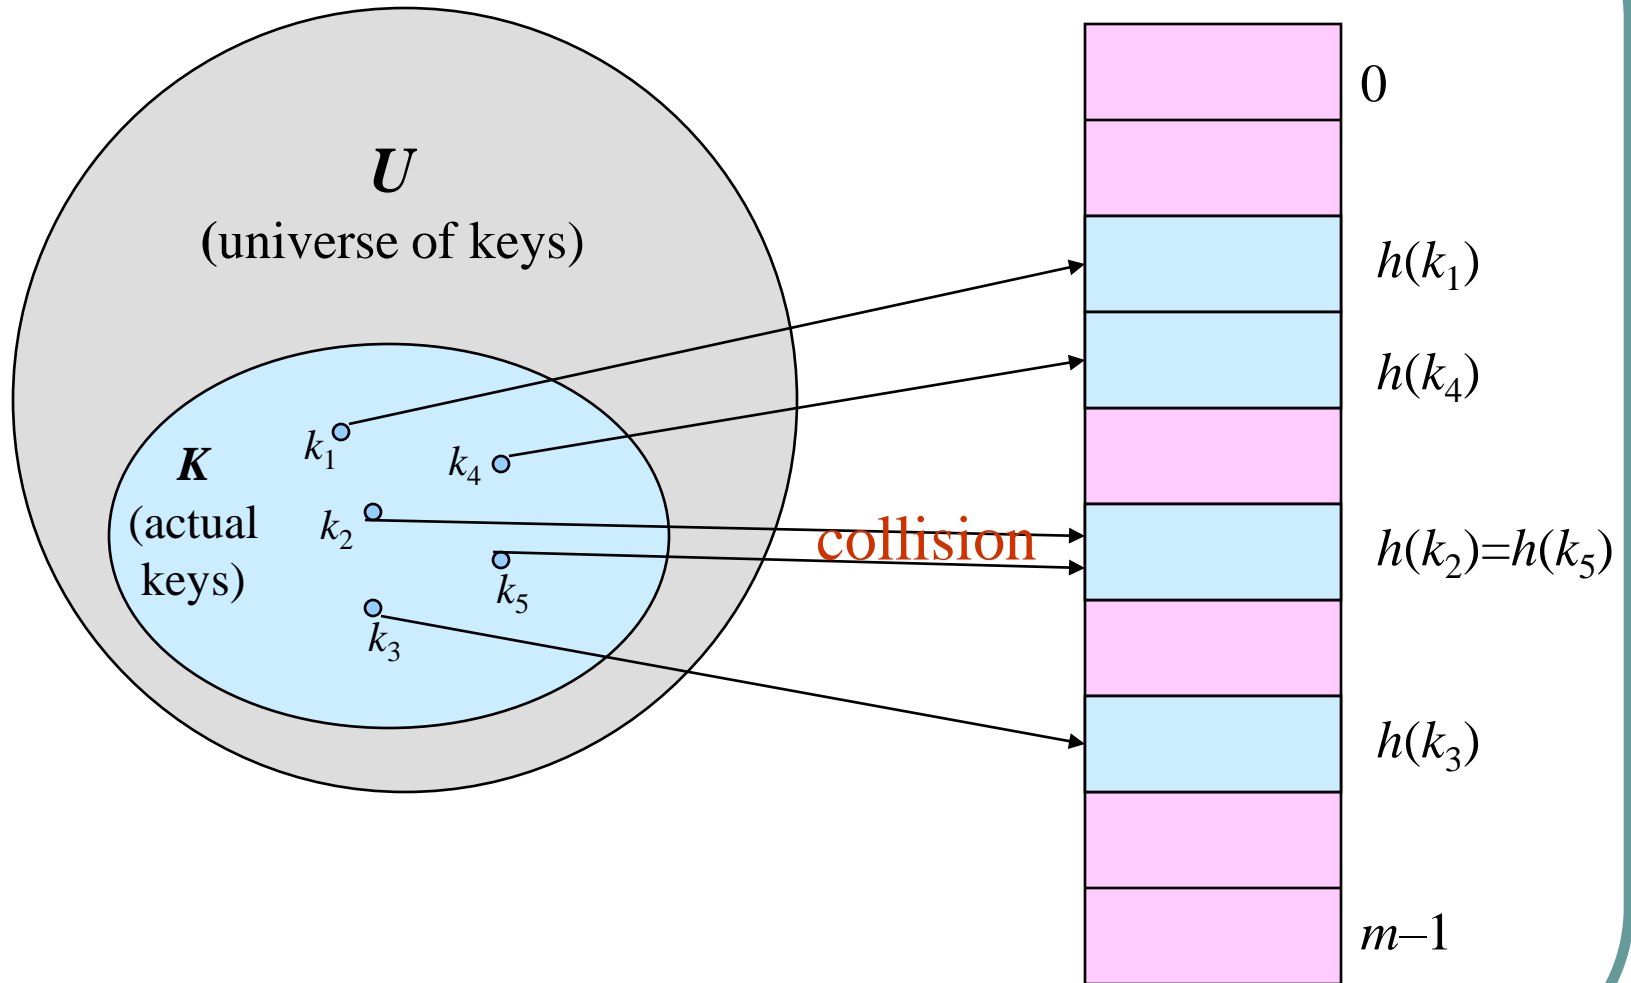 U
(universe of keys)
K
(actual
keys)
k₁
k₄
k₂
k₅
k₃
collision
0
h(k₁)
h(k₄)
h(k₂)=h(k₅)
h(k₃)
m–1